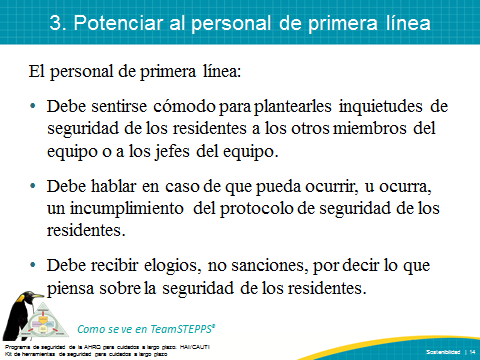 3. Potenciar al personal de primera línea
El personal de primera línea:
• Debe sentirse cómodo para plantearles inquietudes de
seguridad de los residentes a los otros miembros del
equipo o a los jefes del equipo.
• Debe hablar en caso de que pueda ocurrir, u ocurra,
un incumplimiento del protocolo de seguridad de los
residentes.
• Debe recibir elogios, no sanciones, por decir lo que
piensa sobre la seguridad de los residentes.
Como se ve en TeamSTEPPS®
Programa de seguridad de la AHRQ para cuidados a largo plazo: HAI/CAUTI
Kit de herramientas de seguridad para cuidados a largo plazo
Sostenibilidad | 14